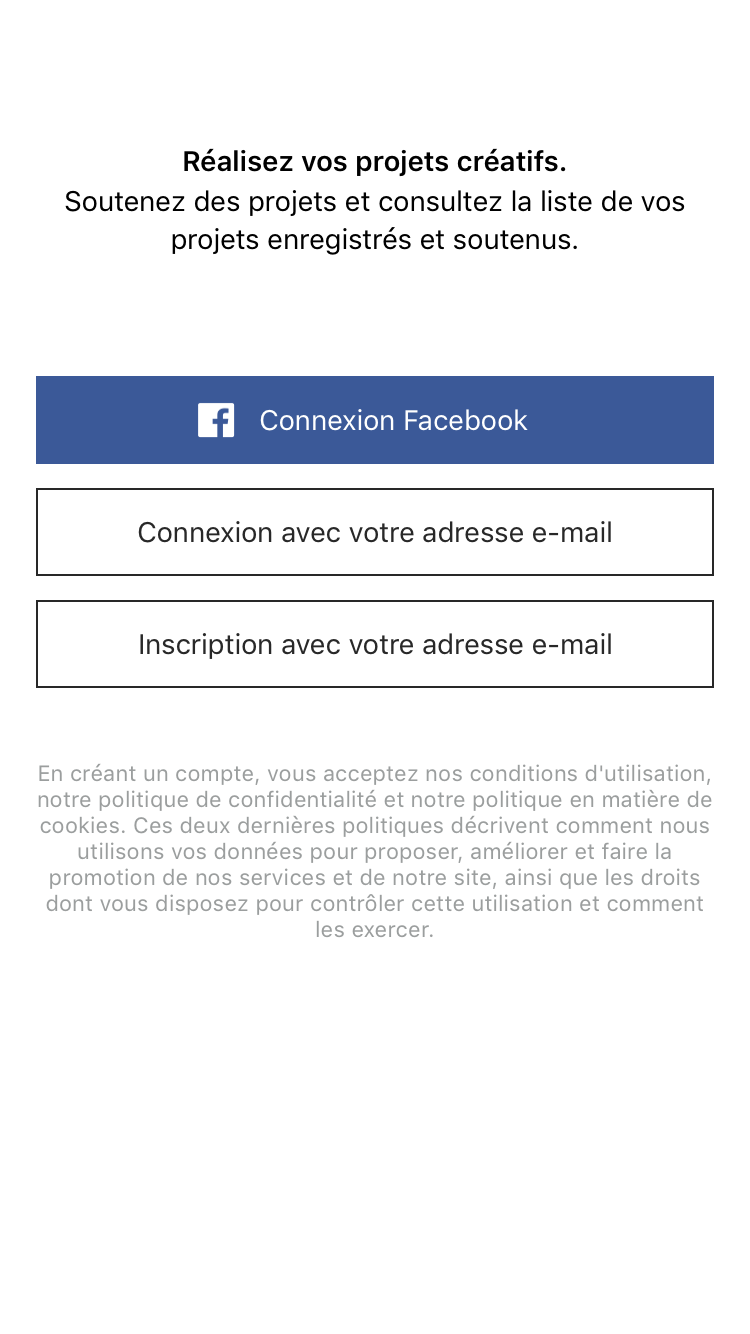 Réalisez vos projets créatifs.
Soutenez des projets et consultez la liste de vos
projets enregistrés et soutenus.
Connexion Facebook
Connexion avec votre adresse e-mail
Inscription avec votre adresse e-mail
En créant un compte, vous acceptez nos conditions d'utilisation,
notre politique de confidentialité et notre politique en matière de
cookies. Ces deux dernières politiques décrivent comment nous
utilisons vos données pour proposer, améliorer et faire la
promotion de nos services et de notre site, ainsi que les droits
dont vous disposez pour contrôler cette utilisation et comment
les exercer.